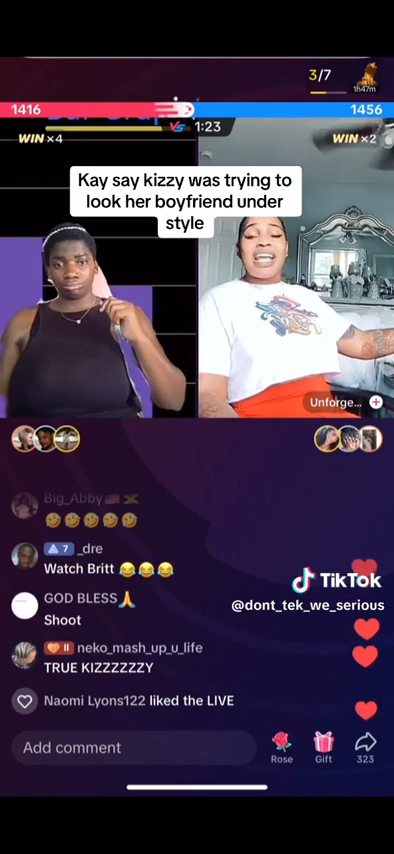 3/7
1h47m
1416
1456
VS 1:23
WIN ×4
WIN ×2
Kay say kizzy was trying to
look her boyfriend under
style
Unforge...
Big_Abby
7 _dre
Watch Britt
GOD BLESS
Shoot
II neko_mash_up_u_life
TRUE KIZZZZZZY
Naomi Lyons122 liked the LIVE
TikTok
@dont_tek_we_serious
Add comment
Rose
Gift
323